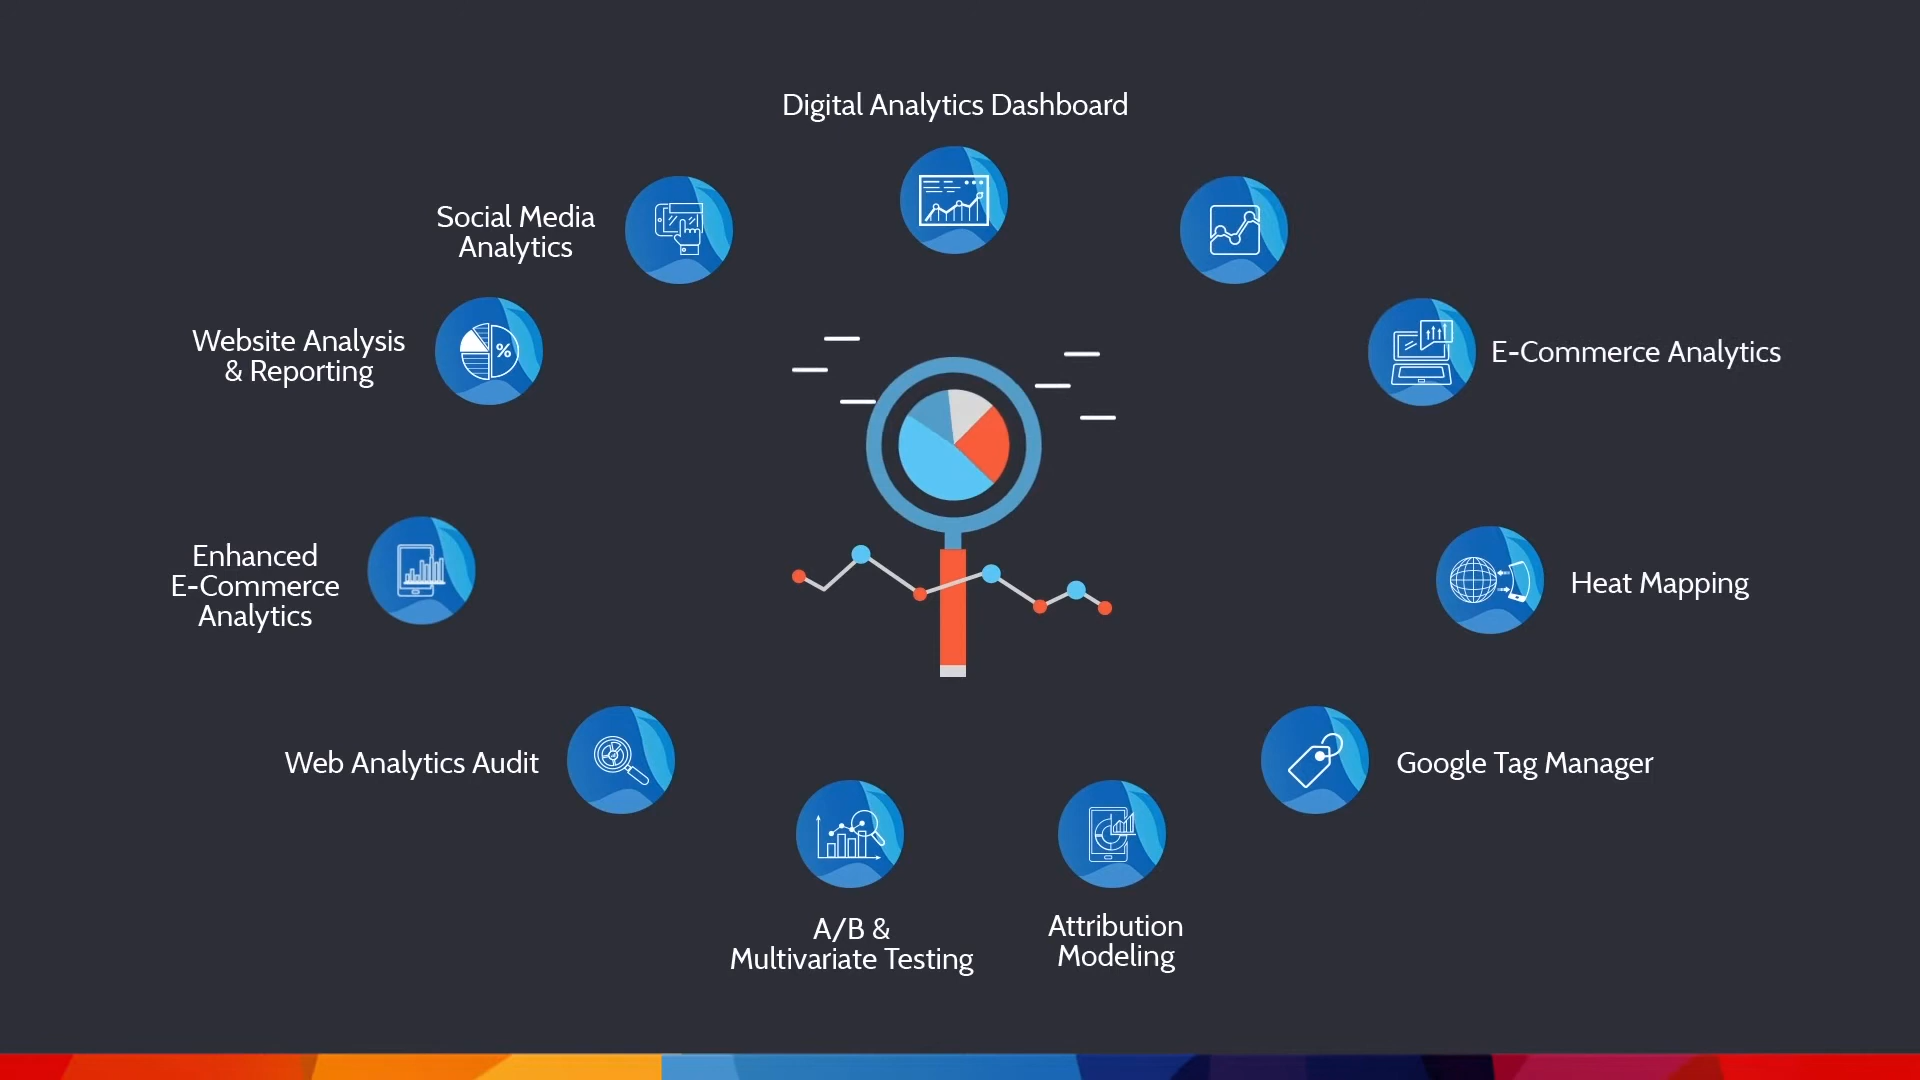 Digital Analytics Dashboard
Social Media
Analytics
Website Analysis
& Reporting
%
E-Commerce Analytics
Enhanced
E-Commerce
Analytics
Heat Mapping
Web Analytics Audit
Google Tag Manager
A/B &
Multivariate Testing
Attribution
Modeling